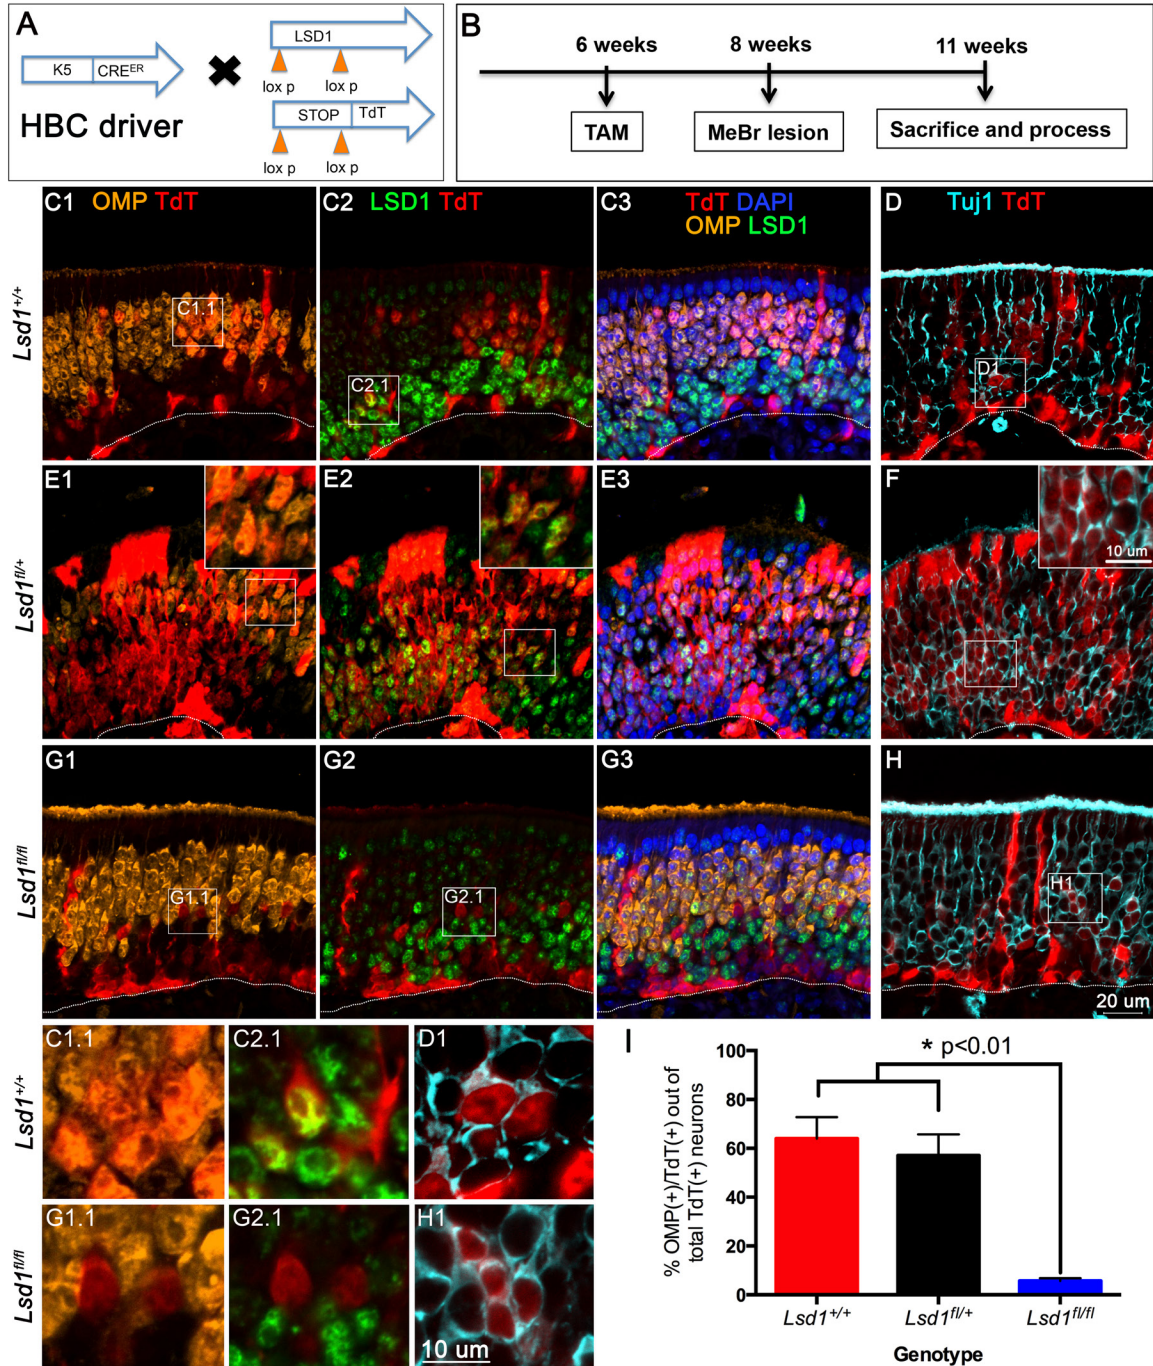 A
LSD1
K5 CREᴱᴿ
lox p lox p
STOP TdT
HBC driver
lox p lox p
B
6 weeks 8 weeks 11 weeks
TAM MeBr lesion Sacrifice and process
C1 OMP TdT
C1.1
C2 LSD1 TdT
C2.1
C3 TdT DAPI
OMP LSD1
D Tuj1 TdT
D1
Lsd1⁺/⁺
E1
E2
E3
F
10 um
Lsd1ᶠˡ/⁺
G1
G1.1
G2
G2.1
G3
H
H1
20 um
Lsd1ᶠˡ/ᶠˡ
C1.1
C2.1
D1
Lsd1⁺/⁺
G1.1
G2.1
H1
10 um
Lsd1ᶠˡ/ᶠˡ
I
* p<0.01
% OMP(+)/TdT(+) out of
total TdT(+) neurons
100
80
60
40
20
0
Lsd1⁺/⁺ Lsd1ᶠˡ/⁺ Lsd1ᶠˡ/ᶠˡ
Genotype